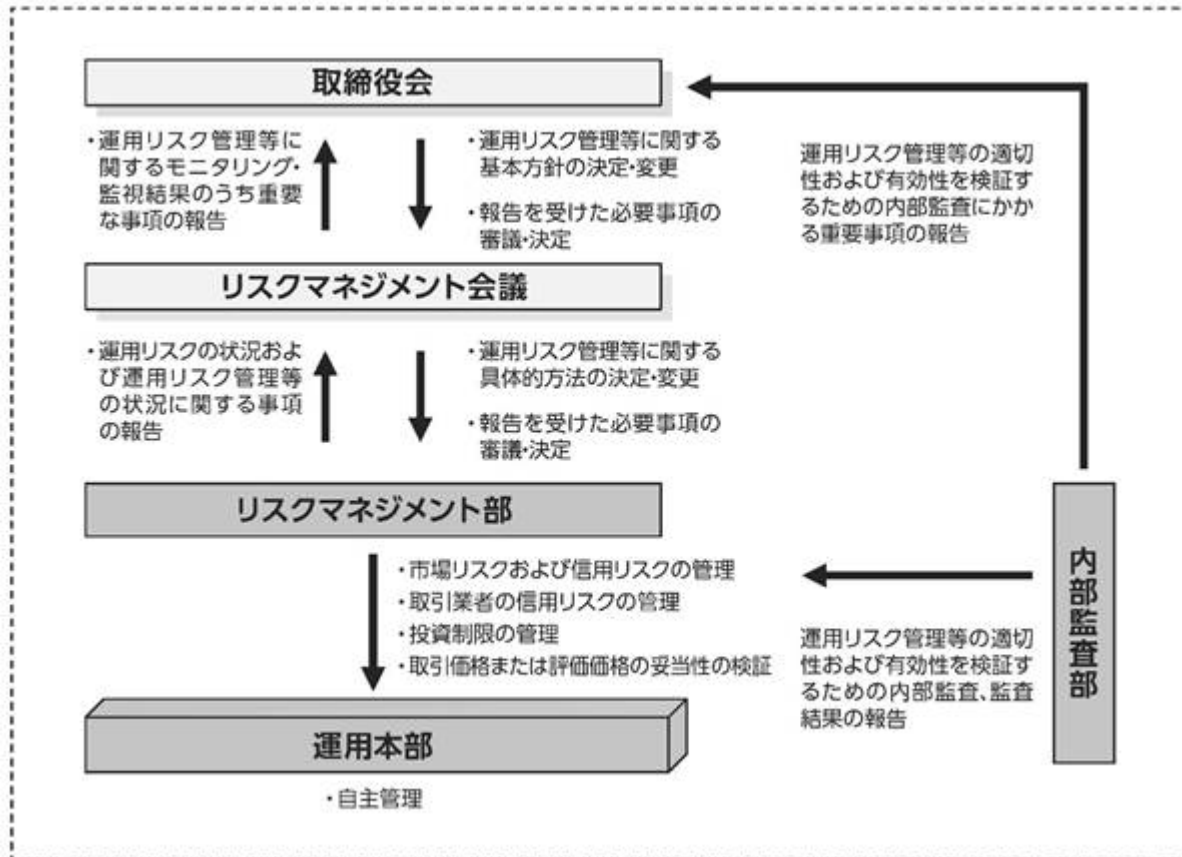 取締役会
・運用リスク管理等に
関するモニタリング・
監視結果のうち重要
な事項の報告
・運用リスク管理等に関する
基本方針の決定・変更
・報告を受けた必要事項の
審議・決定
運用リスク管理等の適切
性および有効性を検証す
るための内部監査にかか
る重要事項の報告
リスクマネジメント会議
・運用リスクの状況およ
び運用リスク管理等
の状況に関する事項
の報告
・運用リスク管理等に関する
具体的方法の決定・変更
・報告を受けた必要事項の
審議・決定
リスクマネジメント部
・市場リスクおよび信用リスクの管理
・取引業者の信用リスクの管理
・投資制限の管理
・取引価格または評価価格の妥当性の検証
運用リスク管理等の適切
性および有効性を検証す
るための内部監査、監査
結果の報告
内部監査部
運用本部
・自主管理